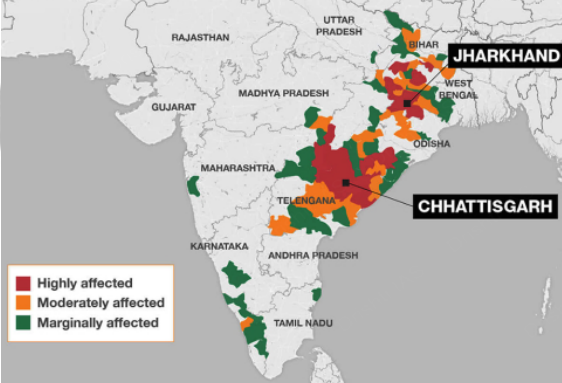 UTTAR
PRADESH
RAJASTHAN
BIHAR
JHARKHAND
WEST
BENGAL
MADHYA PRADESH
GUJARAT
ODISHA
MAHARASHTRA
TELENGANA
CHHATTISGARH
KARNATAKA
ANDHRA PRADESH
Highly affected
Moderately affected
Marginally affected
TAMIL NADU